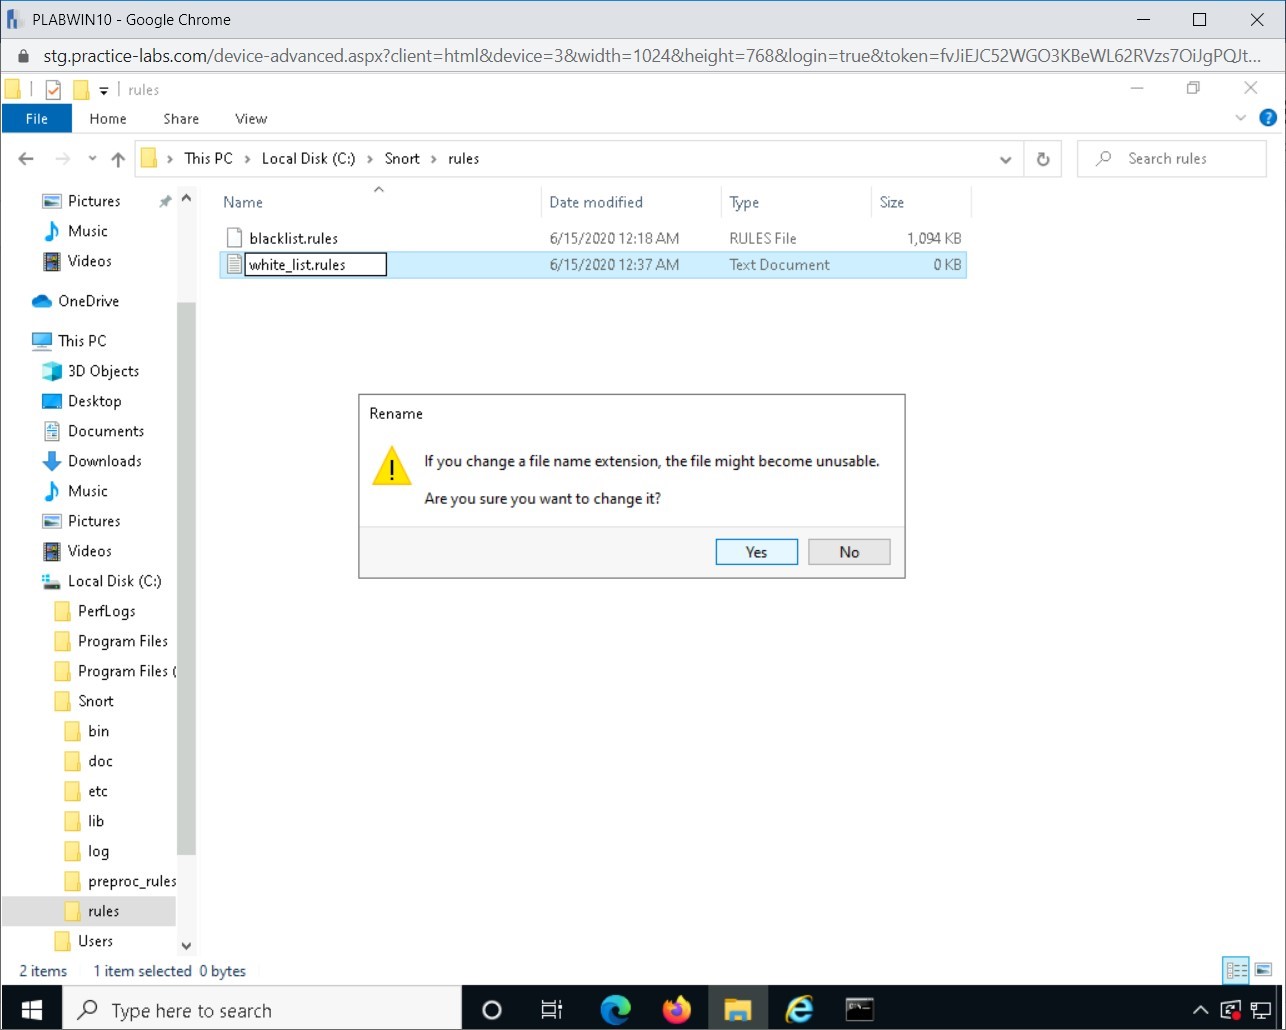 PLABWIN10 - Google Chrome
stg.practice-labs.com/device-advanced.aspx?client=html&device=3&width=1024&height=768&login=true&token=fvJiEJC52WGO3KBeWL62RVzs7OiJgPQJt...
rules
File Home Share View
This PC > Local Disk (C:) > Snort > rules
Search rules
Name Date modified Type Size
blacklist.rules 6/15/2020 12:18 AM RULES File 1,094 KB
white_list.rules 6/15/2020 12:37 AM Text Document 0 KB
Pictures
Music
Videos
OneDrive
This PC
3D Objects
Desktop
Documents
Downloads
Music
Pictures
Videos
Local Disk (C:)
PerfLogs
Program Files
Program Files (
Snort
bin
doc
etc
lib
log
preproc_rules
rules
Users
Rename
If you change a file name extension, the file might become unusable.
Are you sure you want to change it?
Yes No
2 items 1 item selected 0 bytes
Type here to search